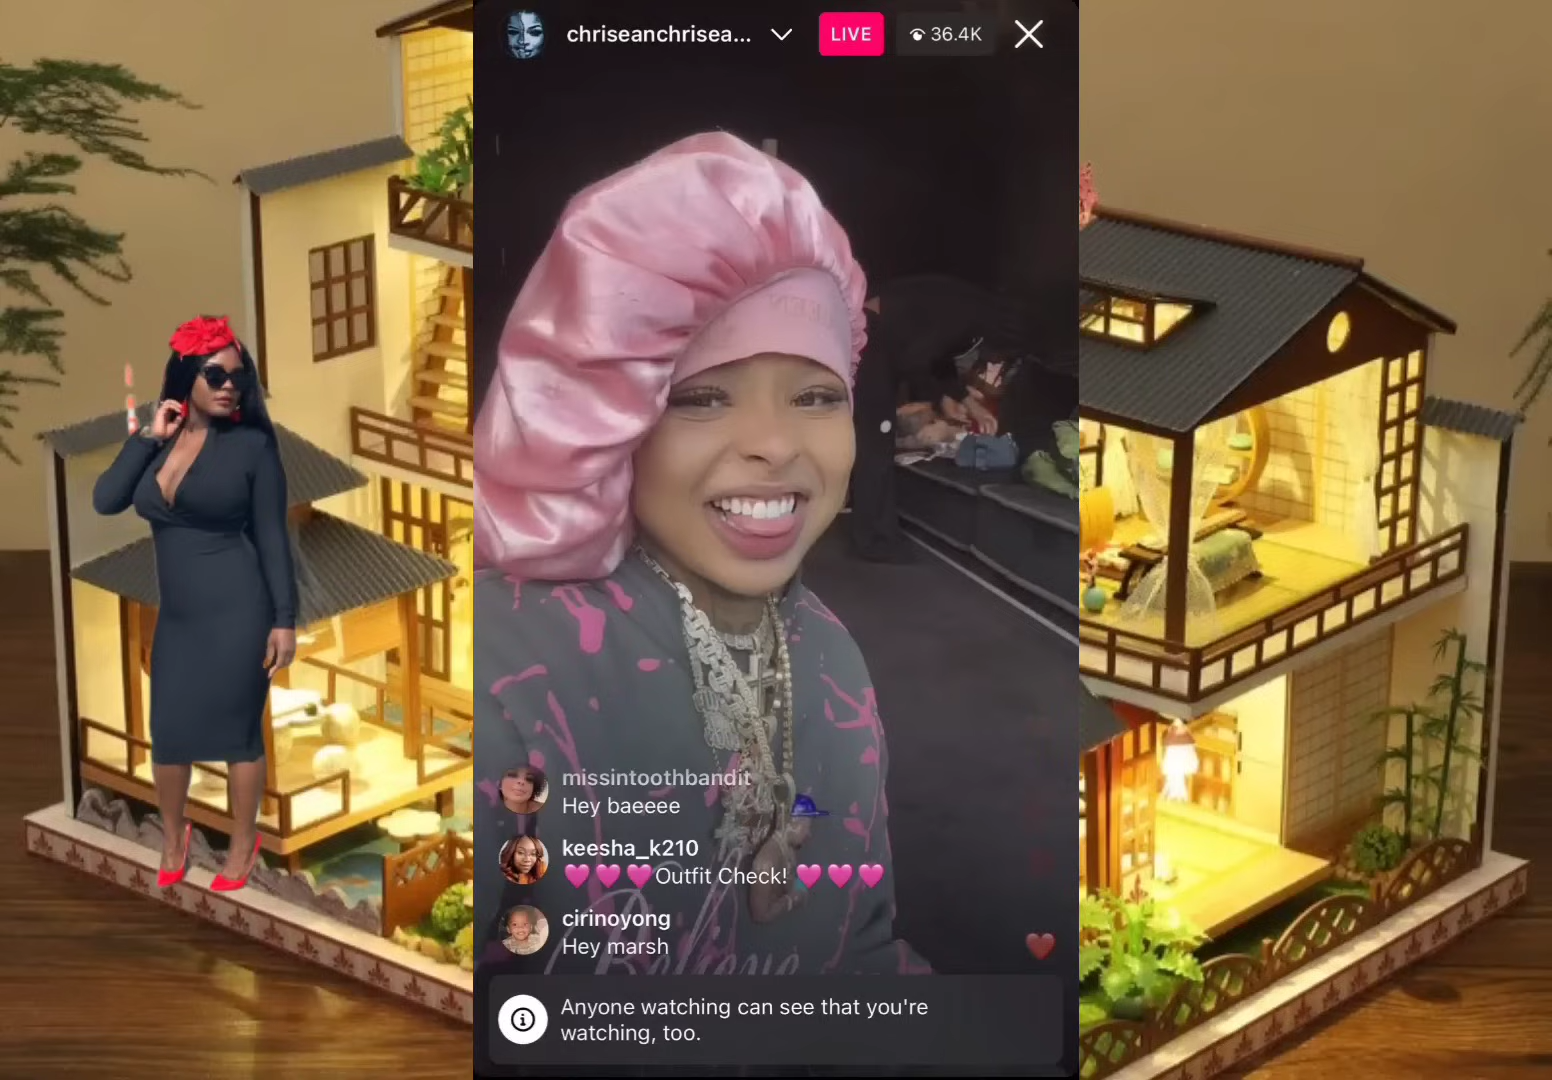 chriseanchrisea...
LIVE
36.4K
missintoothbandit
Hey baeeee
keesha_k210
🩷🩷🩷Outfit Check! 🩷🩷🩷
cirinoyong
Hey marsh
Believe
Anyone watching can see that you're
watching, too.